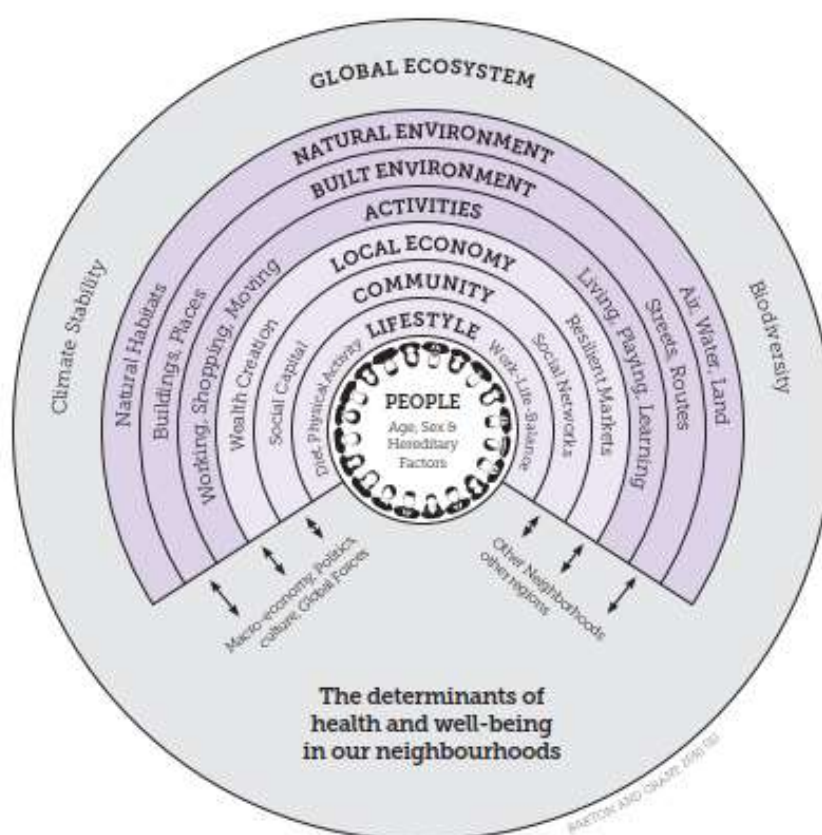 GLOBAL ECOSYSTEM
NATURAL ENVIRONMENT
BUILT ENVIRONMENT
ACTIVITIES
LOCAL ECONOMY
COMMUNITY
LIFESTYLE
PEOPLE
Age, Sex &
Hereditary
Factors
Climate Stability
Natural Habitats
Buildings, Places
Working, Shopping, Moving
Wealth Creation
Social Capital
Diet, Physical Activity
Work-Life-Balance
Social Networks
Resilient Markets
Living, Playing, Learning
Streets, Routes
Air, Water, Land
Biodiversity
Macro-economy, Politics,
culture, Global Forces
Other Neighborhoods
other regions
The determinants of
health and well-being
in our neighbourhoods
BARTON AND GRANT,